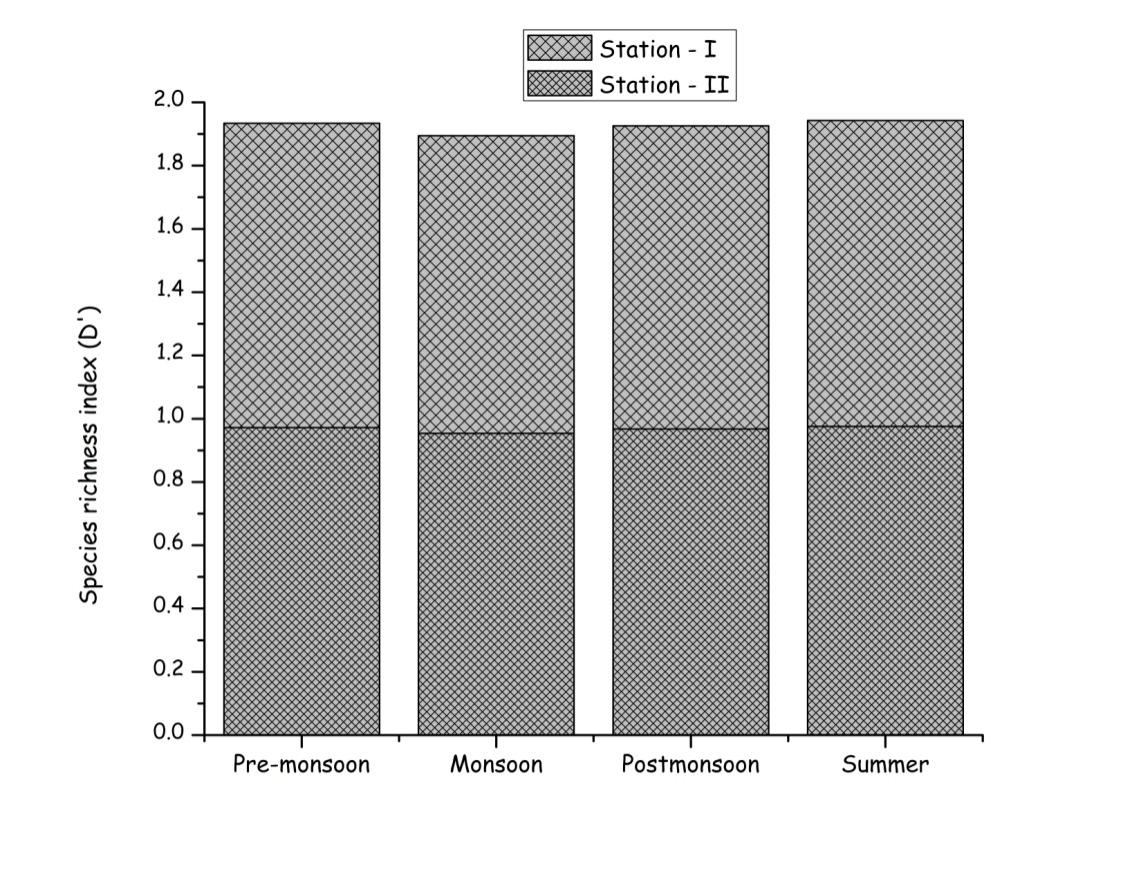 Station - I
Station - II
2.0
1.8
1.6
1.4
1.2
1.0
0.8
0.6
0.4
0.2
0.0
Species richness index (D')
Pre-monsoon Monsoon Postmonsoon Summer